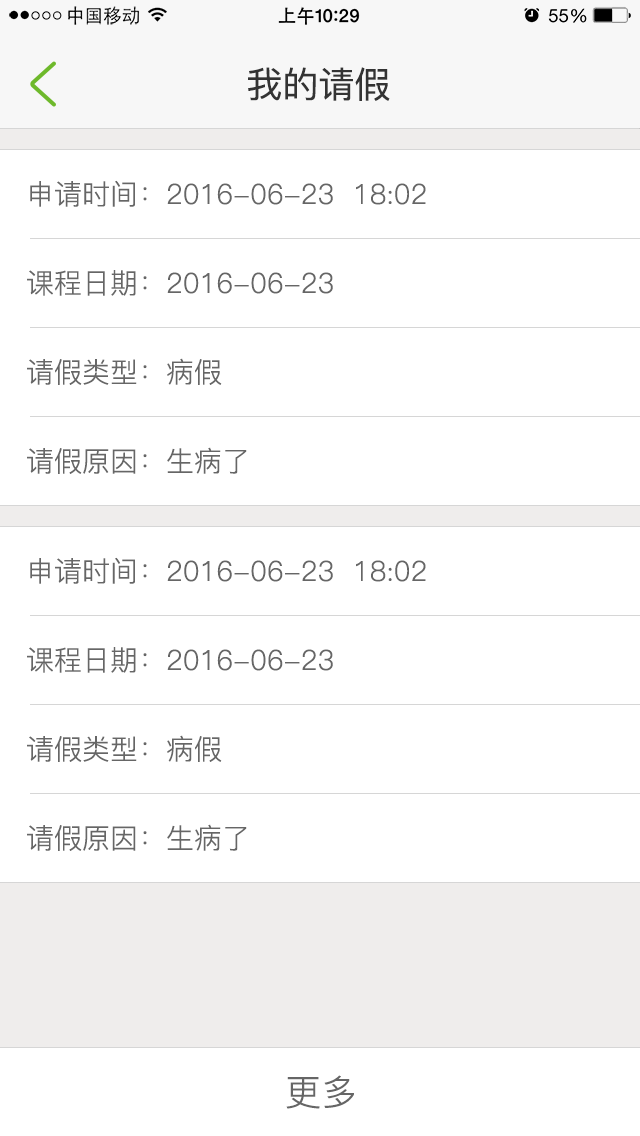 中国移动 上午10:29 55%
我的请假
申请时间：2016-06-23 18:02
课程日期：2016-06-23
请假类型：病假
请假原因：生病了
申请时间：2016-06-23 18:02
课程日期：2016-06-23
请假类型：病假
请假原因：生病了
更多